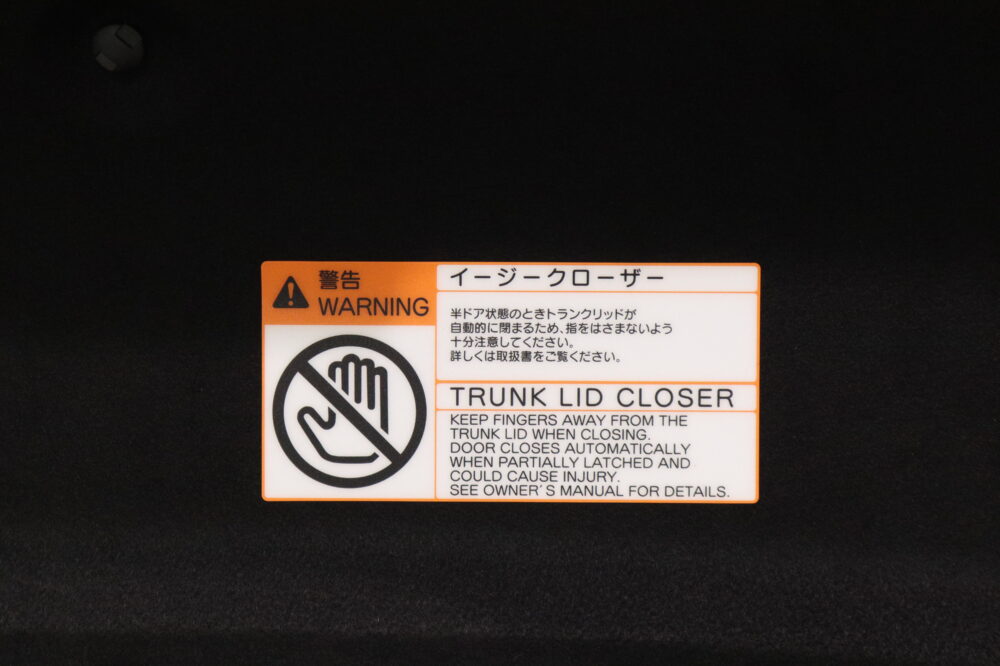 警告
WARNING
イージークローザー
半ドア状態のときトランクリッドが
自動的に閉まるため、指をはさまないよう
十分注意してください。
詳しくは取扱書をご覧ください。
TRUNK LID CLOSER
KEEP FINGERS AWAY FROM THE
TRUNK LID WHEN CLOSING.
DOOR CLOSES AUTOMATICALLY
WHEN PARTIALLY LATCHED AND
COULD CAUSE INJURY.
SEE OWNER´S MANUAL FOR DETAILS.